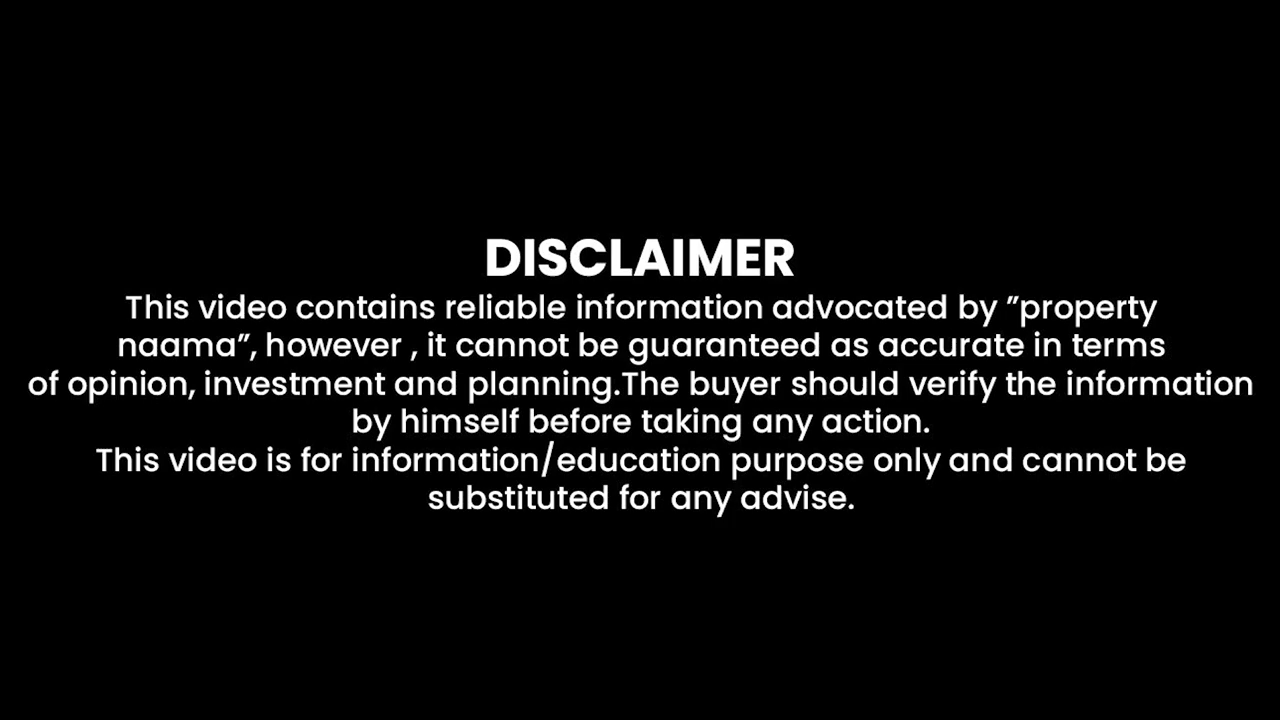 DISCLAIMER
This video contains reliable information advocated by ”property
naama”, however , it cannot be guaranteed as accurate in terms
of opinion, investment and planning.The buyer should verify the information
by himself before taking any action.
This video is for information/education purpose only and cannot be
substituted for any advise.